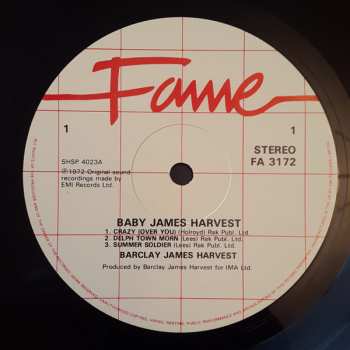 Fame
1 1
SHSP 4023A
℗1972 Original sound
recordings made by
EMI Records Ltd.
STEREO
FA 3172
BABY JAMES HARVEST
1. CRAZY (OVER YOU) (Holroyd) Rak Publ. Ltd.
2. DELPH TOWN MORN (Lees) Rak Publ. Ltd.
3. SUMMER SOLDIER (Lees) Rak Publ. Ltd.
BARCLAY JAMES HARVEST
Produced by Barclay James Harvest for IMA Ltd.